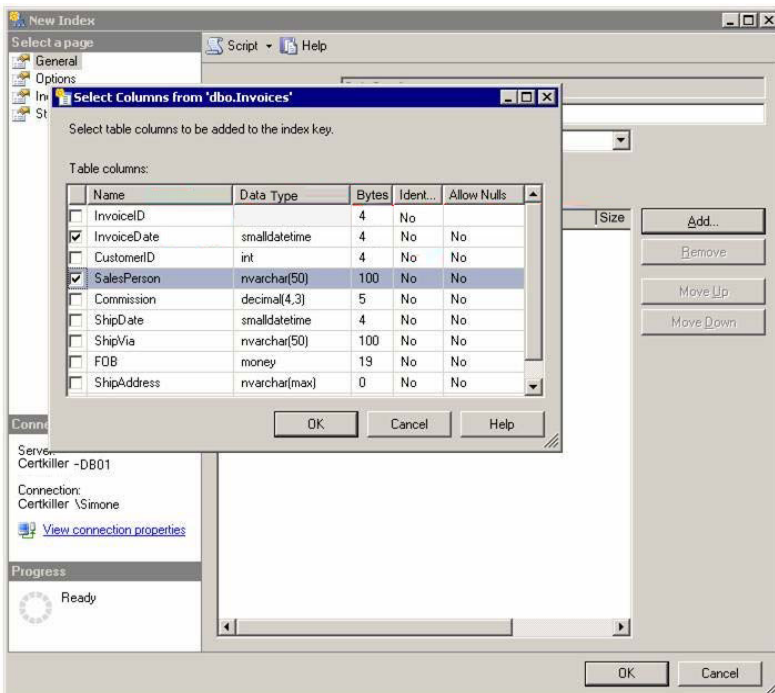 New Index
Select a page
General
Options
In
St
Script Help
Select Columns from 'dbo.Invoices'
Select table columns to be added to the index key.
Table columns:
Name Data Type Bytes Ident... Allow Nulls
InvoiceID 4 No
InvoiceDate smalldatetime 4 No No
CustomerID int 4 No No
SalesPerson nvarchar(50) 100 No No
Commission decimal(4,3) 5 No No
ShipDate smalldatetime 4 No No
ShipVia nvarchar(50) 100 No No
FOB money 19 No No
ShipAddress nvarchar(max) 0 No No
OK Cancel Help
Size
Add...
Remove
Move Up
Move Down
Conne
Server:
Certkiller -DB01
Connection:
Certkiller \Simone
View connection properties
Progress
Ready
OK Cancel